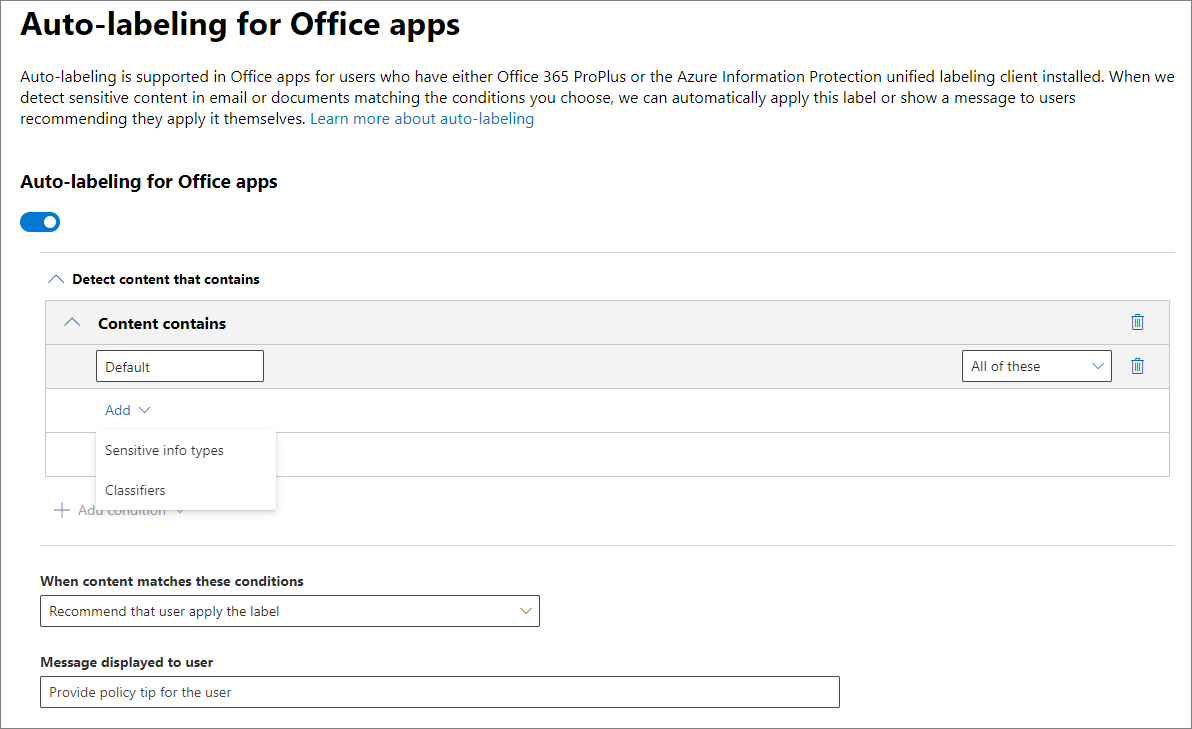 Auto-labeling for Office apps
Auto-labeling is supported in Office apps for users who have either Office 365 ProPlus or the Azure Information Protection unified labeling client installed. When we
detect sensitive content in email or documents matching the conditions you choose, we can automatically apply this label or show a message to users
recommending they apply it themselves. Learn more about auto-labeling
Auto-labeling for Office apps
Detect content that contains
Content contains
Default All of these
Add
Sensitive info types
Classifiers
Add condition
When content matches these conditions
Recommend that user apply the label
Message displayed to user
Provide policy tip for the user